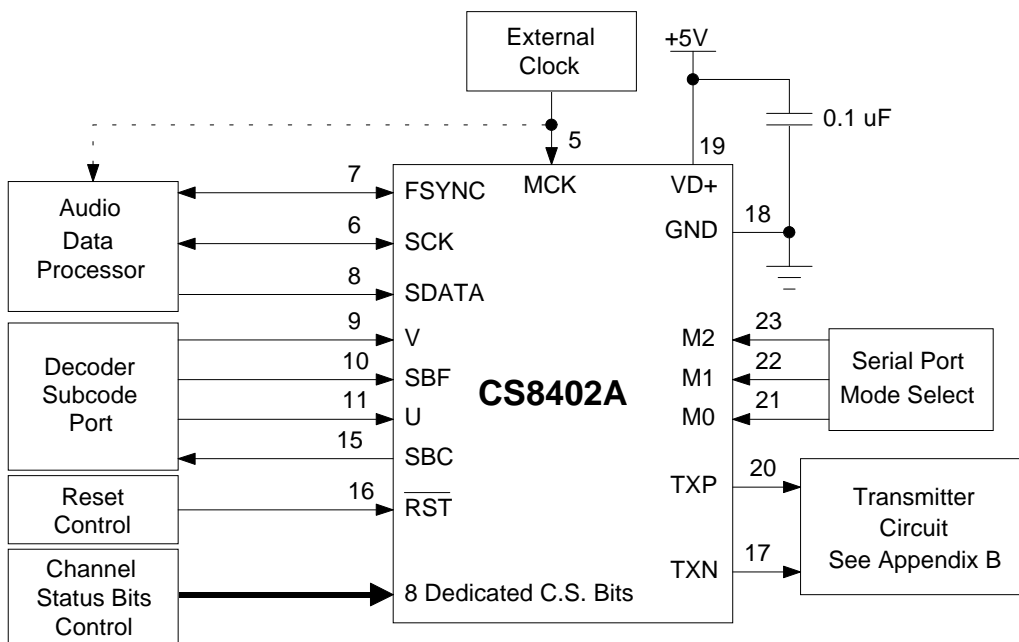 External
Clock
+5V
0.1 uF
5
19
MCK
VD+
Audio
Data
Processor
7
FSYNC
6
SCK
8
SDATA
18
GND
Decoder
Subcode
Port
9
V
10
SBF
11
U
15
SBC
CS8402A
23
M2
22
M1
21
M0
Serial Port
Mode Select
Reset
Control
16
RST
20
TXP
17
TXN
Transmitter
Circuit
See Appendix B
Channel
Status Bits
Control
8 Dedicated C.S. Bits